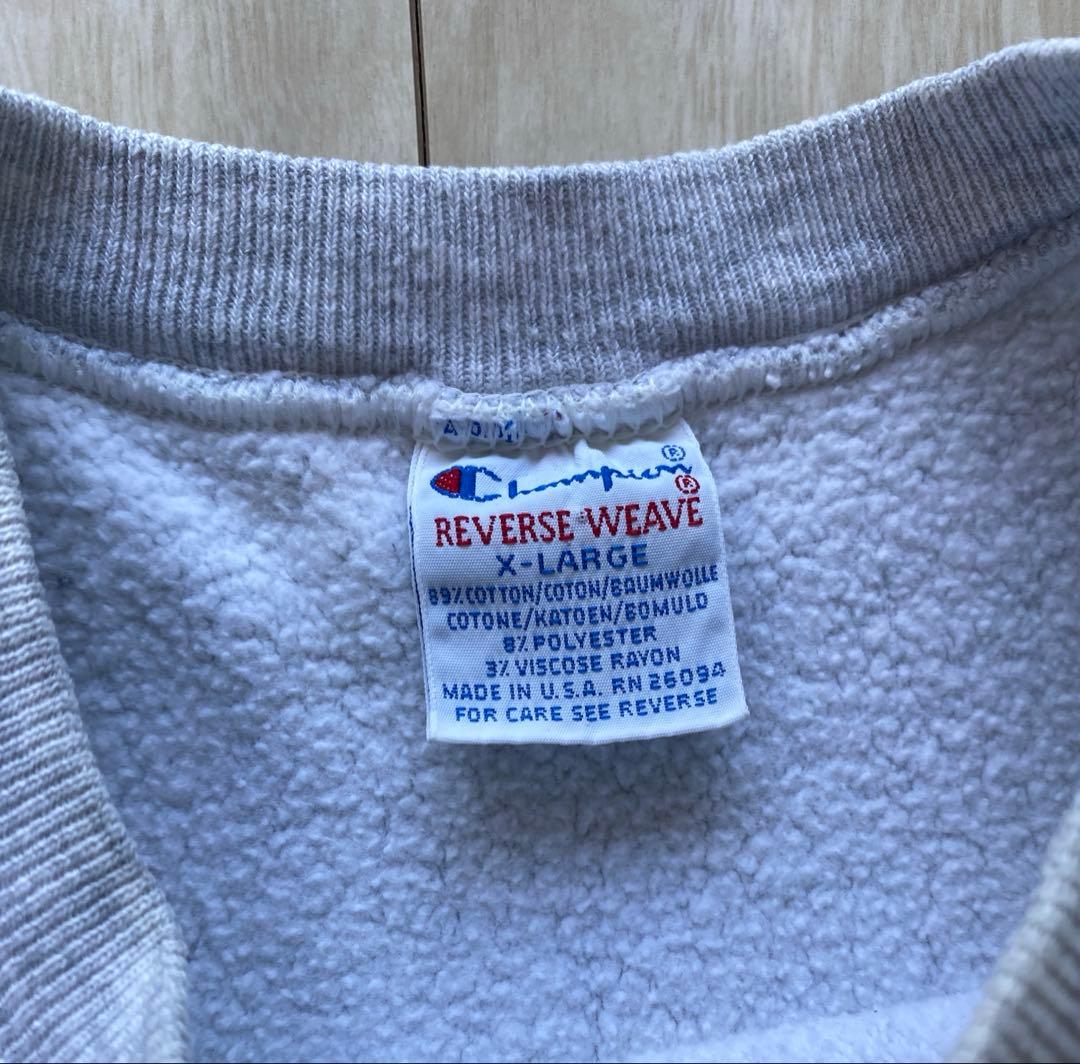 Champion®
REVERSE WEAVE®
X-LARGE
89% COTTON/COTON/BAUMWOLLE
COTONE/KATOEN/BOMULD
8% POLYESTER
3% VISCOSE RAYON
MADE IN U.S.A. RN 26094
FOR CARE SEE REVERSE